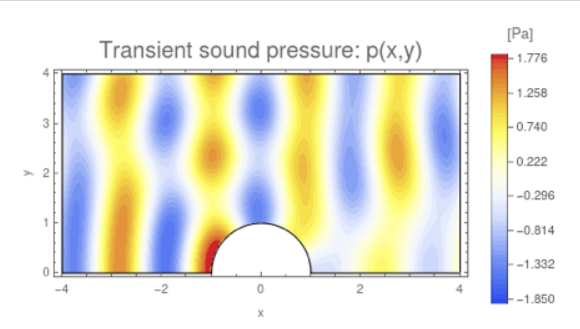 [Pa]
Transient sound pressure: p(x,y)
1.776
1.258
0.740
0.222
−0.296
−0.814
−1.332
−1.850
4
3
2
1
0
y
−4 −2 0 2 4
x